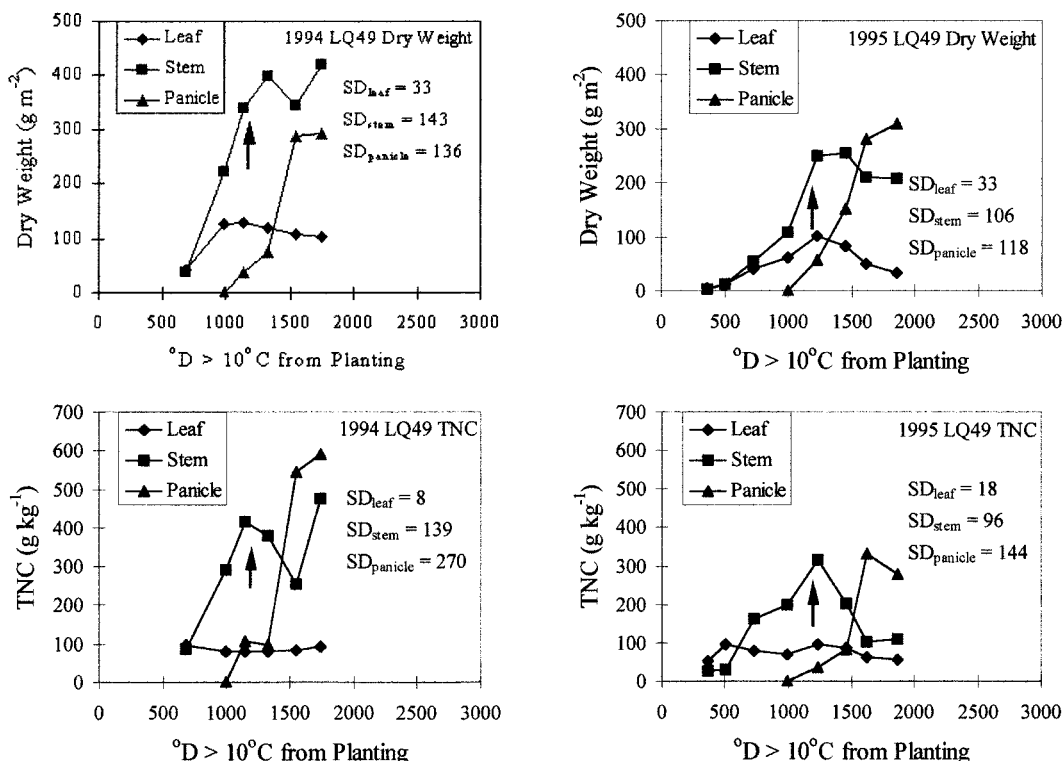 1994 LQ49 Dry Weight
Leaf
Stem
Panicle
SD_leaf = 33
SD_stem = 143
SD_panicle = 136
Dry Weight (g m⁻²)
500
400
300
200
100
0
0 500 1000 1500 2000 2500 3000
°D > 10°C from Planting
1995 LQ49 Dry Weight
Leaf
Stem
Panicle
SD_leaf = 33
SD_stem = 106
SD_panicle = 118
Dry Weight (g m⁻²)
500
400
300
200
100
0
0 500 1000 1500 2000 2500 3000
°D > 10°C from Planting
1994 LQ49 TNC
Leaf
Stem
Panicle
SD_leaf = 8
SD_stem = 139
SD_panicle = 270
TNC (g kg⁻¹)
700
600
500
400
300
200
100
0
0 500 1000 1500 2000 2500 3000
°D > 10°C from Planting
1995 LQ49 TNC
Leaf
Stem
Panicle
SD_leaf = 18
SD_stem = 96
SD_panicle = 144
TNC (g kg⁻¹)
700
600
500
400
300
200
100
0
0 500 1000 1500 2000 2500 3000
°D > 10°C from Planting